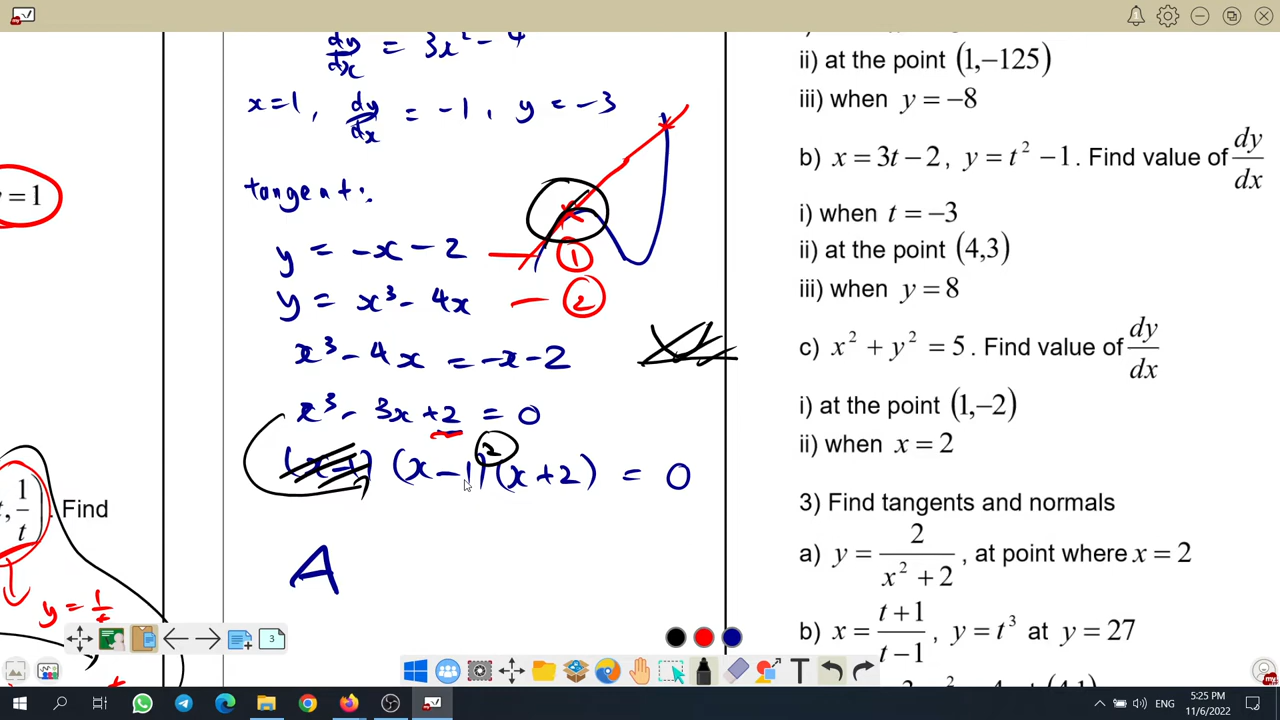 dy/dx = 3x² - 4
x=1, dy/dx = -1, y = -3
tangent:
y = -x - 2 — ①
y = x³ - 4x — ②
x³ - 4x = -x - 2
x³ - 3x + 2 = 0
(x-1)²(x+2) = 0
A
y = 1
t, 1/t) . Find
y = 1/t
ii) at the point (1,−125)
iii) when y = −8
b) x = 3t − 2, y = t² − 1. Find value of dy/dx
i) when t = −3
ii) at the point (4,3)
iii) when y = 8
c) x² + y² = 5. Find value of dy/dx
i) at the point (1,−2)
ii) when x = 2
3) Find tangents and normals
a) y = 2/(x² + 2), at point where x = 2
b) x = (t+1)/(t−1), y = t³ at y = 27
3
T
5:25 PM
11/6/2022